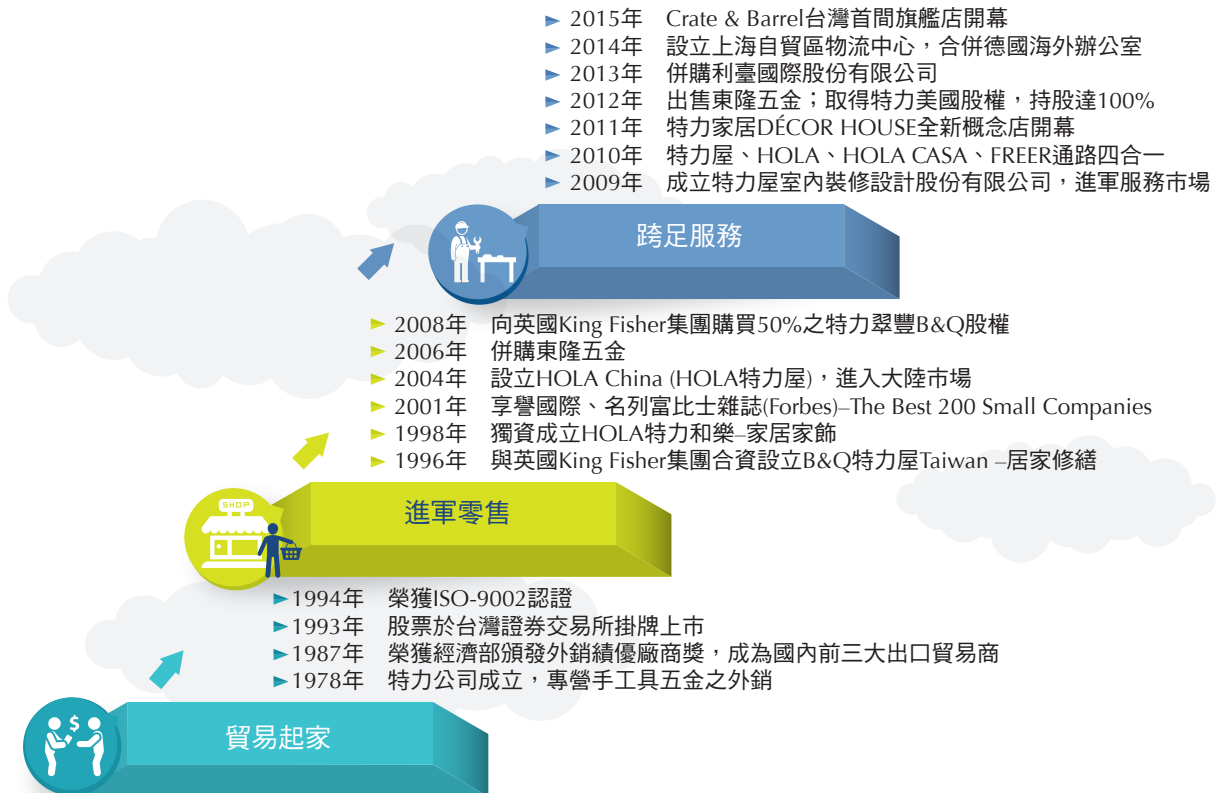 2015年 Crate & Barrel台灣首間旗艦店開幕
2014年 設立上海自貿區物流中心，合併德國海外辦公室
2013年 併購利臺國際股份有限公司
2012年 出售東隆五金；取得特力美國股權，持股達100%
2011年 特力家居DÉCOR HOUSE全新概念店開幕
2010年 特力屋、HOLA、HOLA CASA、FREER通路四合一
2009年 成立特力屋室內裝修設計股份有限公司，進軍服務市場
跨足服務
2008年 向英國King Fisher集團購買50%之特力翠豐B&Q股權
2006年 併購東隆五金
2004年 設立HOLA China (HOLA特力屋)，進入大陸市場
2001年 享譽國際、名列富比士雜誌(Forbes)–The Best 200 Small Companies
1998年 獨資成立HOLA特力和樂–家居家飾
1996年 與英國King Fisher集團合資設立B&Q特力屋Taiwan –居家修繕
SHOP
進軍零售
1994年 榮獲ISO-9002認證
1993年 股票於台灣證券交易所掛牌上市
1987年 榮獲經濟部頒發外銷績優廠商獎，成為國內前三大出口貿易商
1978年 特力公司成立，專營手工具五金之外銷
$
貿易起家